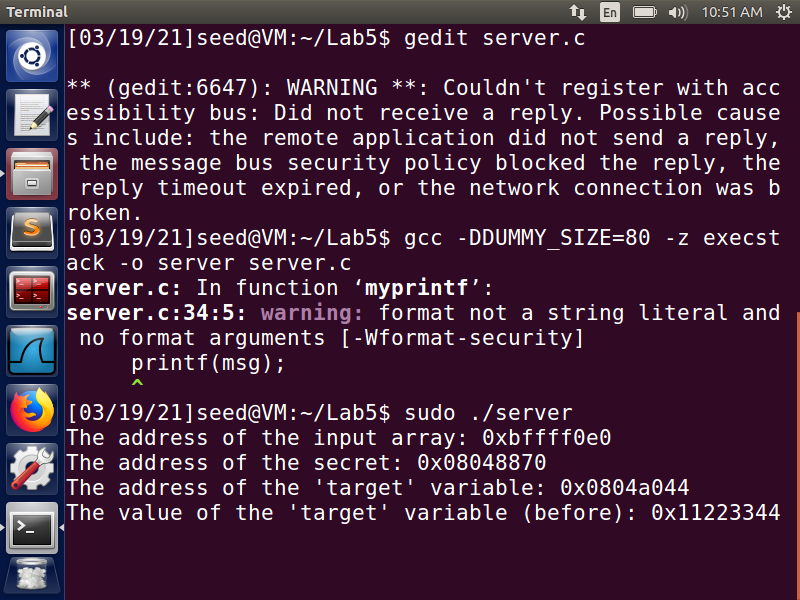 Terminal En 10:51 AM
[03/19/21]seed@VM:~/Lab5$ gedit server.c
** (gedit:6647): WARNING **: Couldn't register with acc
essibility bus: Did not receive a reply. Possible cause
s include: the remote application did not send a reply,
 the message bus security policy blocked the reply, the
 reply timeout expired, or the network connection was b
roken.
[03/19/21]seed@VM:~/Lab5$ gcc -DDUMMY_SIZE=80 -z execst
ack -o server server.c
server.c: In function ‘myprintf’:
server.c:34:5: warning: format not a string literal and
 no format arguments [-Wformat-security]
     printf(msg);
     ^
[03/19/21]seed@VM:~/Lab5$ sudo ./server
The address of the input array: 0xbffff0e0
The address of the secret: 0x08048870
The address of the 'target' variable: 0x0804a044
The value of the 'target' variable (before): 0x11223344